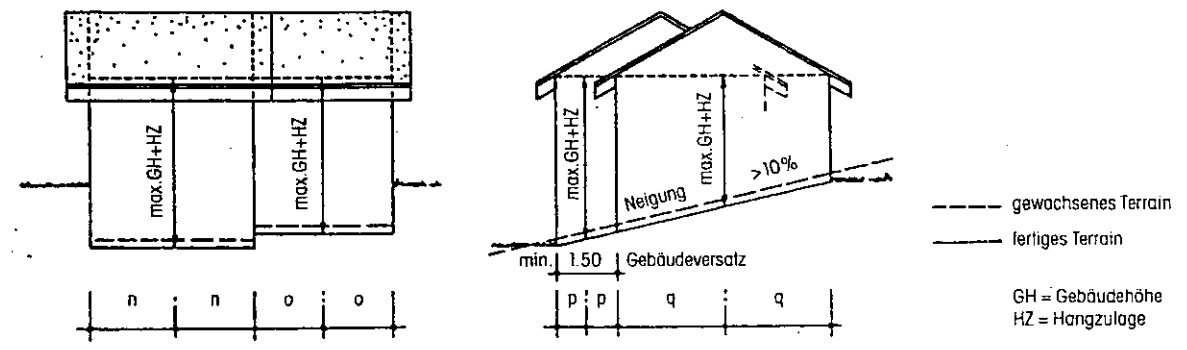 max.GH+HZ
max.GH+HZ
n n o o
max.GH+HZ
max.GH+HZ
Neigung >10%
min. 1.50 Gebäudeversatz
p p q q
gewachsenes Terrain
fertiges Terrain
GH = Gebäudehöhe
HZ = Hangzulage